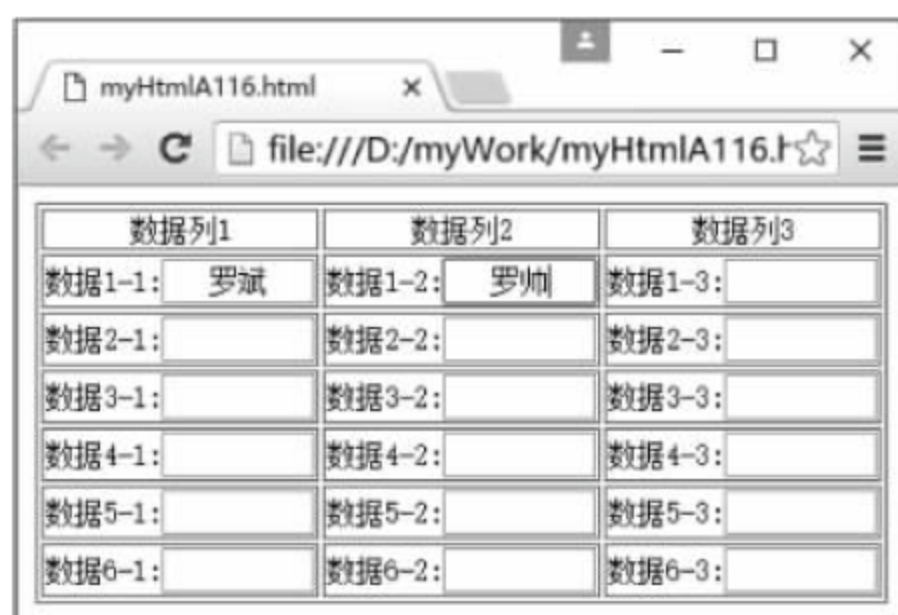 myHtmlA116.html
file:///D:/myWork/myHtmlA116.h
数据列1 数据列2 数据列3
数据1-1: 罗斌 数据1-2: 罗帅 数据1-3:
数据2-1: 数据2-2: 数据2-3:
数据3-1: 数据3-2: 数据3-3:
数据4-1: 数据4-2: 数据4-3:
数据5-1: 数据5-2: 数据5-3:
数据6-1: 数据6-2: 数据6-3: